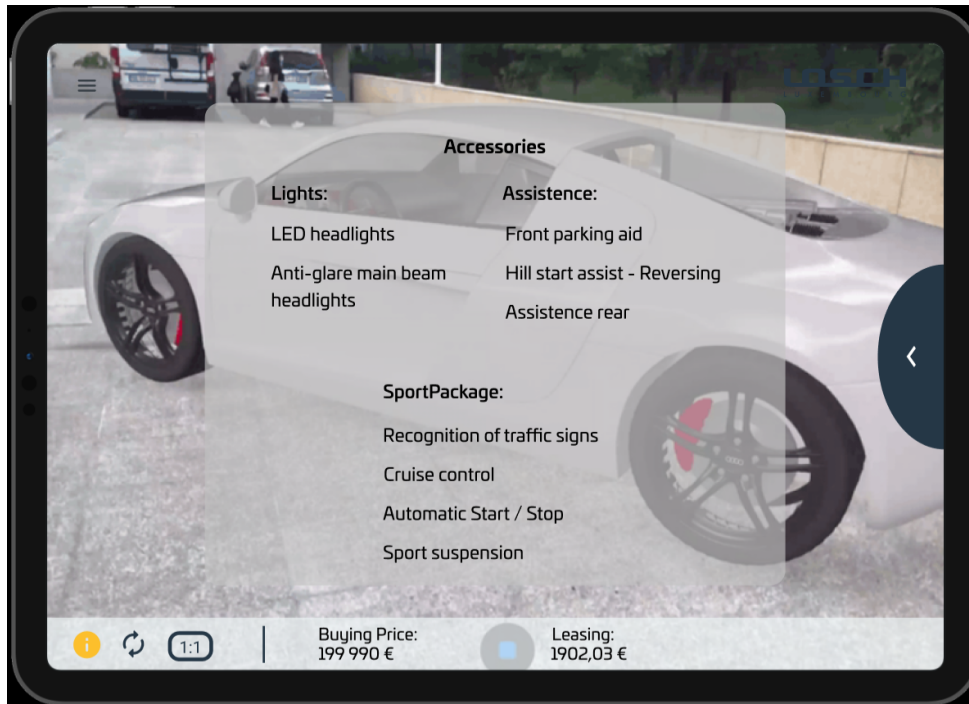 LOSCH
Accessories
Lights:
LED headlights
Anti-glare main beam
headlights
Assistence:
Front parking aid
Hill start assist - Reversing
Assistence rear
SportPackage:
Recognition of traffic signs
Cruise control
Automatic Start / Stop
Sport suspension
1:1
Buying Price:
199 990 €
Leasing:
1902,03 €